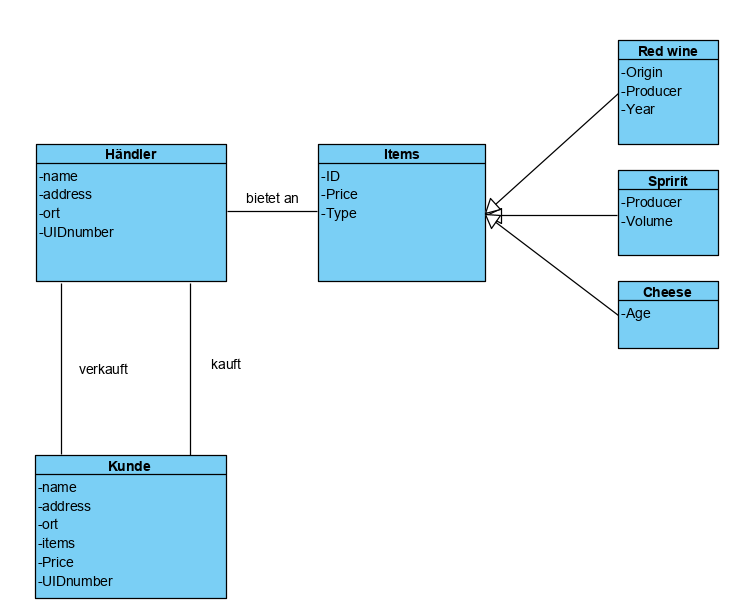 Händler
-name
-address
-ort
-UIDnumber
bietet an
Items
-ID
-Price
-Type
Red wine
-Origin
-Producer
-Year
Spririt
-Producer
-Volume
Cheese
-Age
verkauft
kauft
Kunde
-name
-address
-ort
-items
-Price
-UIDnumber